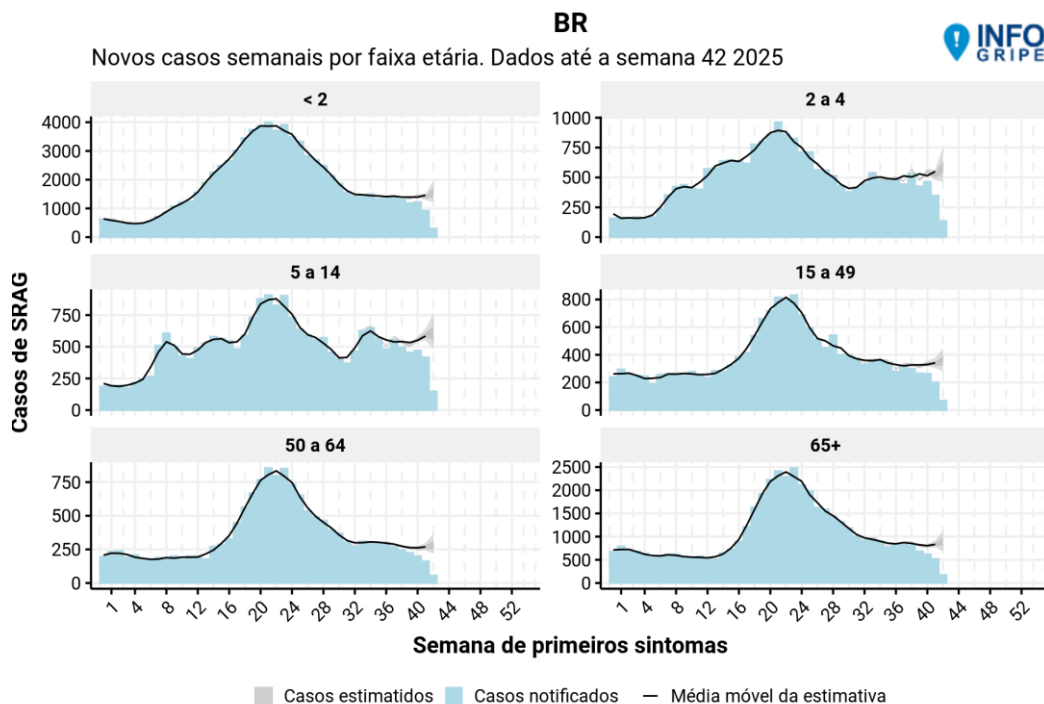 BR
INFO
GRIPE
Novos casos semanais por faixa etária. Dados até a semana 42 2025
< 2
2 a 4
4000
3000
2000
1000
0
1000
750
500
250
0
5 a 14
15 a 49
750
500
250
0
800
600
400
200
0
50 a 64
65+
750
500
250
0
2500
2000
1500
1000
500
0
Casos de SRAG
1 4 8 12 16 20 24 28 32 36 40 44 48 52
1 4 8 12 16 20 24 28 32 36 40 44 48 52
Semana de primeiros sintomas
Casos estimatidos Casos notificados Média móvel da estimativa